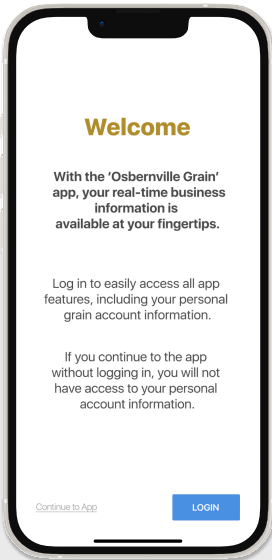 Welcome
With the ‘Osbernville Grain’
app, your real-time business
information is
available at your fingertips.
Log in to easily access all app
features, including your personal
grain account information.
If you continue to the app
without logging in, you will not
have access to your personal
account information.
Continue to App
LOGIN